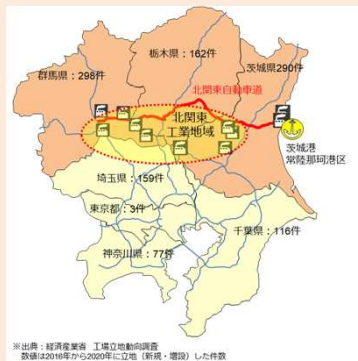 栃木県：162件
群馬県：298件
茨城県290件
北関東自動車道
北関東
工業地域
茨城港
常陸那珂港区
埼玉県：159件
東京都：3件
千葉県：116件
神奈川県：77件
※出典：経済産業省　工場立地動向調査
数値は2016年から2020年に立地（新規・増設）した件数